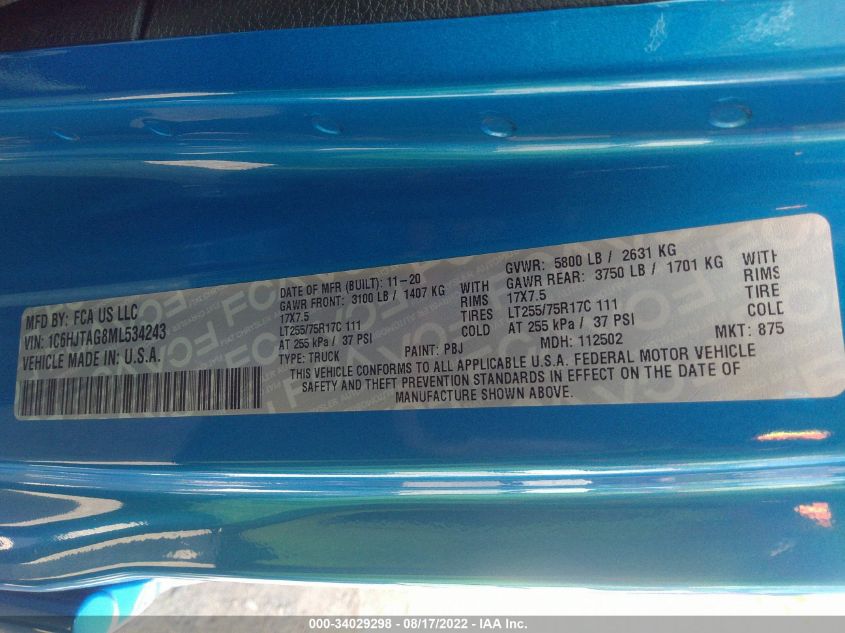 MFD BY: FCA US LLC
VIN: 1C6HJTAG8ML534243
VEHICLE MADE IN U.S.A.
DATE OF MFR (BUILT): 11-20
GAWR FRONT: 3100 LB / 1407 KG WITH
17X7.5 RIMS
LT255/75R17C 111 TIRES
AT 255 kPa / 37 PSI COLD
TYPE: TRUCK PAINT: PBJ
GVWR: 5800 LB / 2631 KG
GAWR REAR: 3750 LB / 1701 KG WITH
17X7.5 RIMS
LT255/75R17C 111 TIRE
AT 255 kPa / 37 PSI COLD
MDH: 112502 MKT: 875
THIS VEHICLE CONFORMS TO ALL APPLICABLE U.S.A. FEDERAL MOTOR VEHICLE
SAFETY AND THEFT PREVENTION STANDARDS IN EFFECT ON THE DATE OF
MANUFACTURE SHOWN ABOVE.
000-34029298 - 08/17/2022 - IAA Inc.